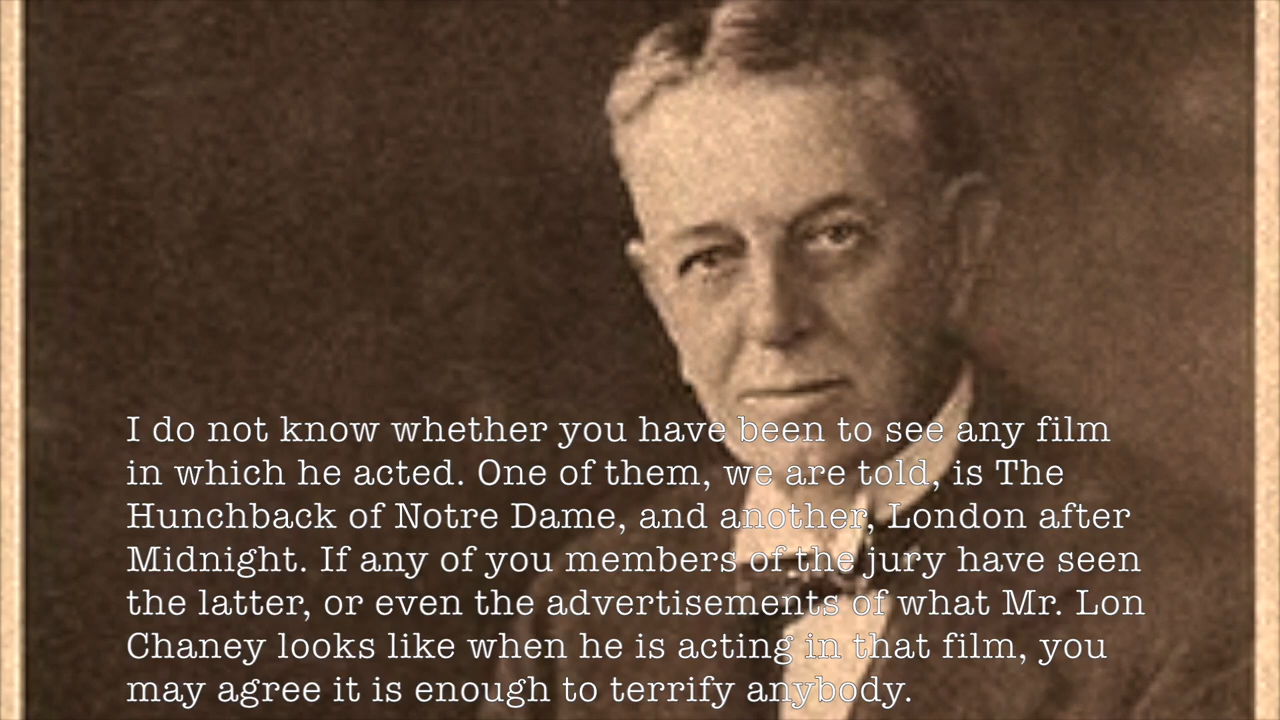 I do not know whether you have been to see any film
in which he acted. One of them, we are told, is The
Hunchback of Notre Dame, and another, London after
Midnight. If any of you members of the jury have seen
the latter, or even the advertisements of what Mr. Lon
Chaney looks like when he is acting in that film, you
may agree it is enough to terrify anybody.